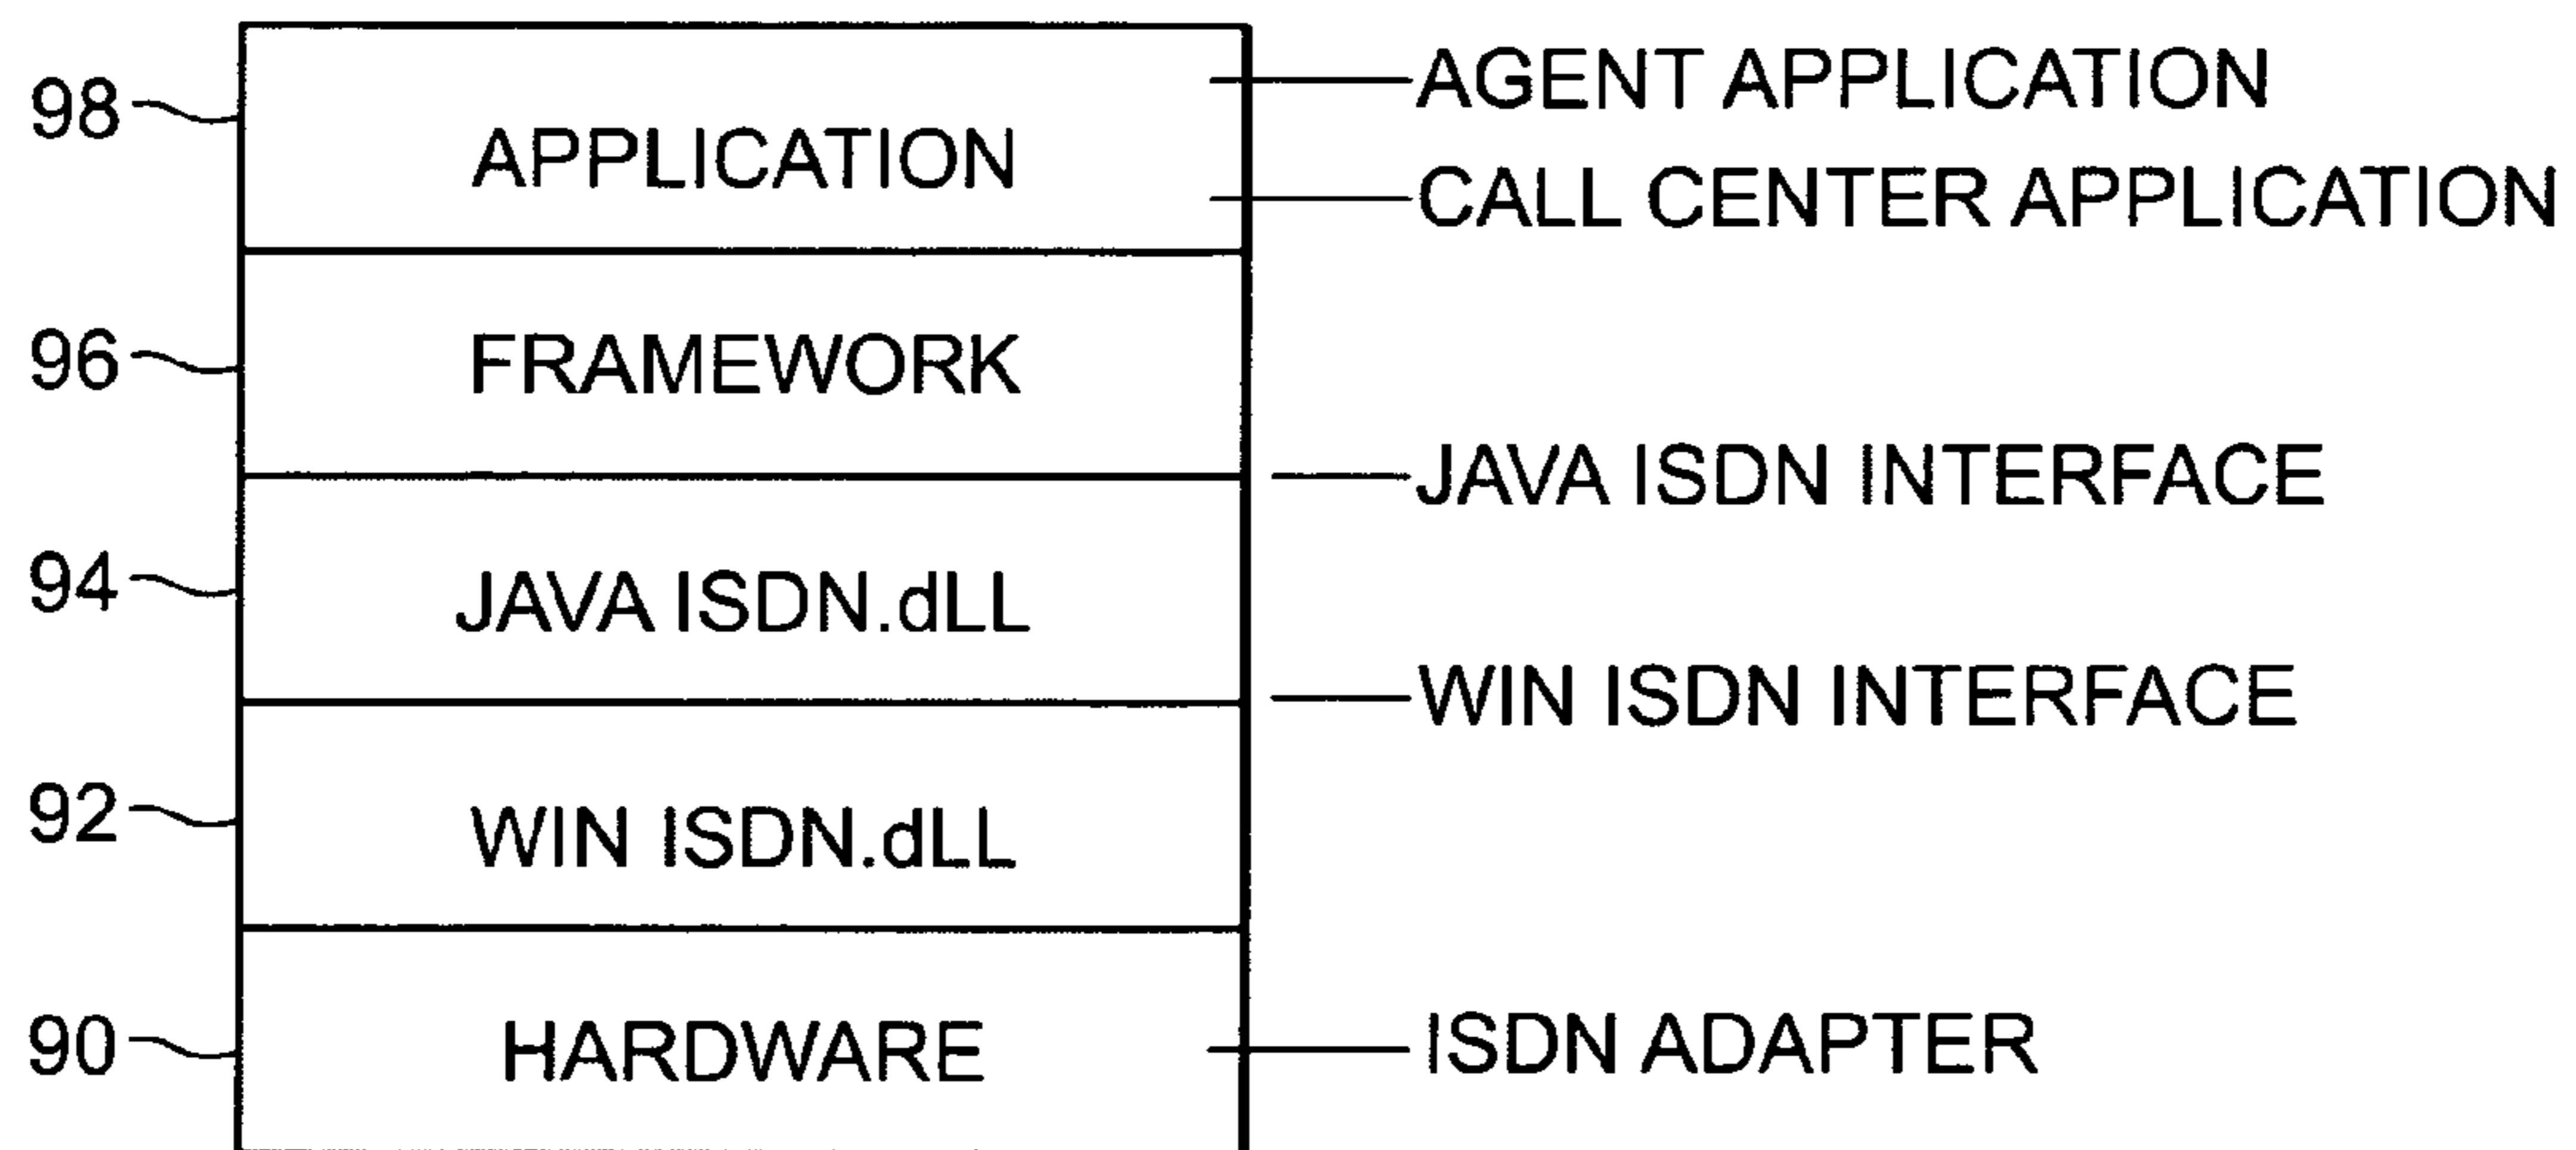 AGENT APPLICATION
98
APPLICATION
CALL CENTER APPLICATION
96
FRAMEWORK
JAVA ISDN INTERFACE
94
JAVA ISDN.dLL
WIN ISDN INTERFACE
92
WIN ISDN.dLL
90
HARDWARE
ISDN ADAPTER